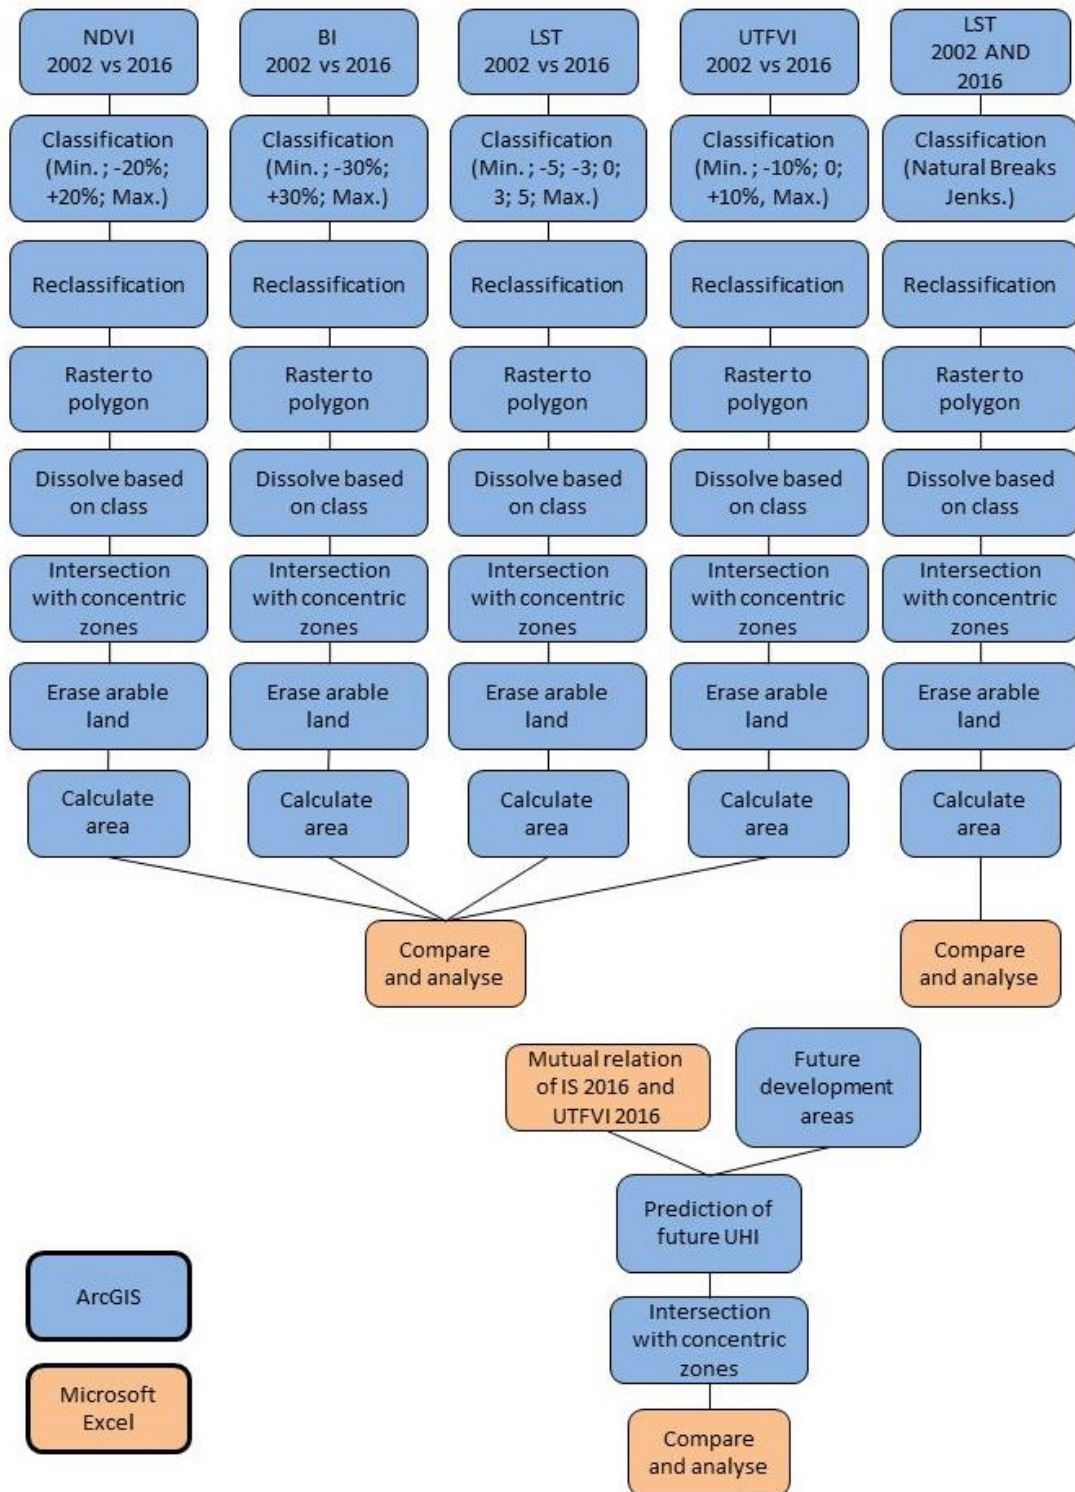 NDVI
2002 vs 2016
BI
2002 vs 2016
LST
2002 vs 2016
UTFVI
2002 vs 2016
LST
2002 AND
2016
Classification
(Min. ; -20%;
+20%; Max.)
Classification
(Min. ; -30%;
+30%; Max.)
Classification
(Min. ; -5; -3; 0;
3; 5; Max.)
Classification
(Min. ; -10%; 0;
+10%, Max.)
Classification
(Natural Breaks
Jenks.)
Reclassification
Reclassification
Reclassification
Reclassification
Reclassification
Raster to
polygon
Raster to
polygon
Raster to
polygon
Raster to
polygon
Raster to
polygon
Dissolve based
on class
Dissolve based
on class
Dissolve based
on class
Dissolve based
on class
Dissolve based
on class
Intersection
with concentric
zones
Intersection
with concentric
zones
Intersection
with concentric
zones
Intersection
with concentric
zones
Intersection
with concentric
zones
Erase arable
land
Erase arable
land
Erase arable
land
Erase arable
land
Erase arable
land
Calculate
area
Calculate
area
Calculate
area
Calculate
area
Calculate
area
Compare
and analyse
Compare
and analyse
Mutual relation
of IS 2016 and
UTFVI 2016
Future
development
areas
Prediction of
future UHI
Intersection
with concentric
zones
Compare
and analyse
ArcGIS
Microsoft
Excel